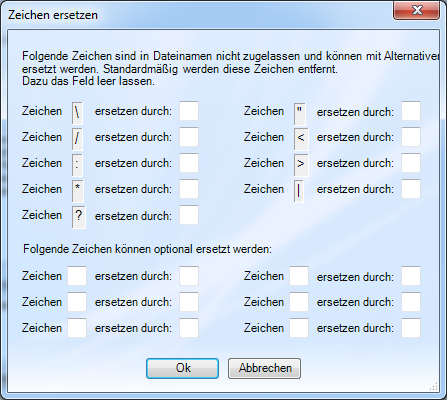 Zeichen ersetzen
Folgende Zeichen sind in Dateinamen nicht zugelassen und können mit Alternativen
ersetzt werden. Standardmäßig werden diese Zeichen entfernt.
Dazu das Feld leer lassen.
Zeichen \ ersetzen durch: Zeichen " ersetzen durch:
Zeichen / ersetzen durch: Zeichen < ersetzen durch:
Zeichen : ersetzen durch: Zeichen > ersetzen durch:
Zeichen * ersetzen durch: Zeichen | ersetzen durch:
Zeichen ? ersetzen durch:
Folgende Zeichen können optional ersetzt werden:
Zeichen ersetzen durch: Zeichen ersetzen durch:
Zeichen ersetzen durch: Zeichen ersetzen durch:
Zeichen ersetzen durch: Zeichen ersetzen durch:
Ok Abbrechen